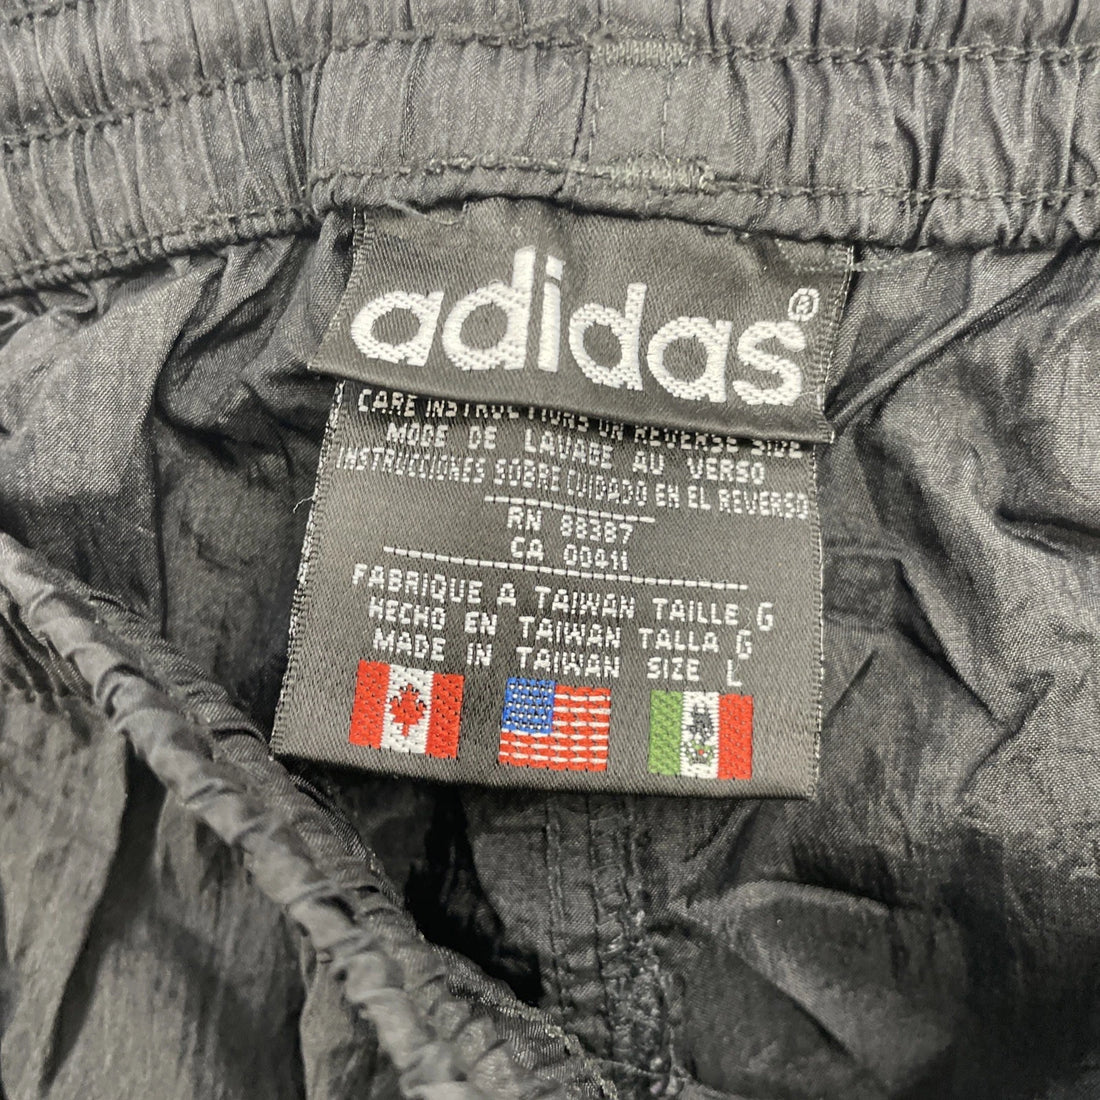 adidas®
CARE INSTRUCTIONS ON REVERSE SIDE
MODE DE LAVAGE AU VERSO
INSTRUCCIONES SOBRE CUIDADO EN EL REVERSO
RN 88387
CA 00411
FABRIQUE A TAIWAN TAILLE G
HECHO EN TAIWAN TALLA G
MADE IN TAIWAN SIZE L